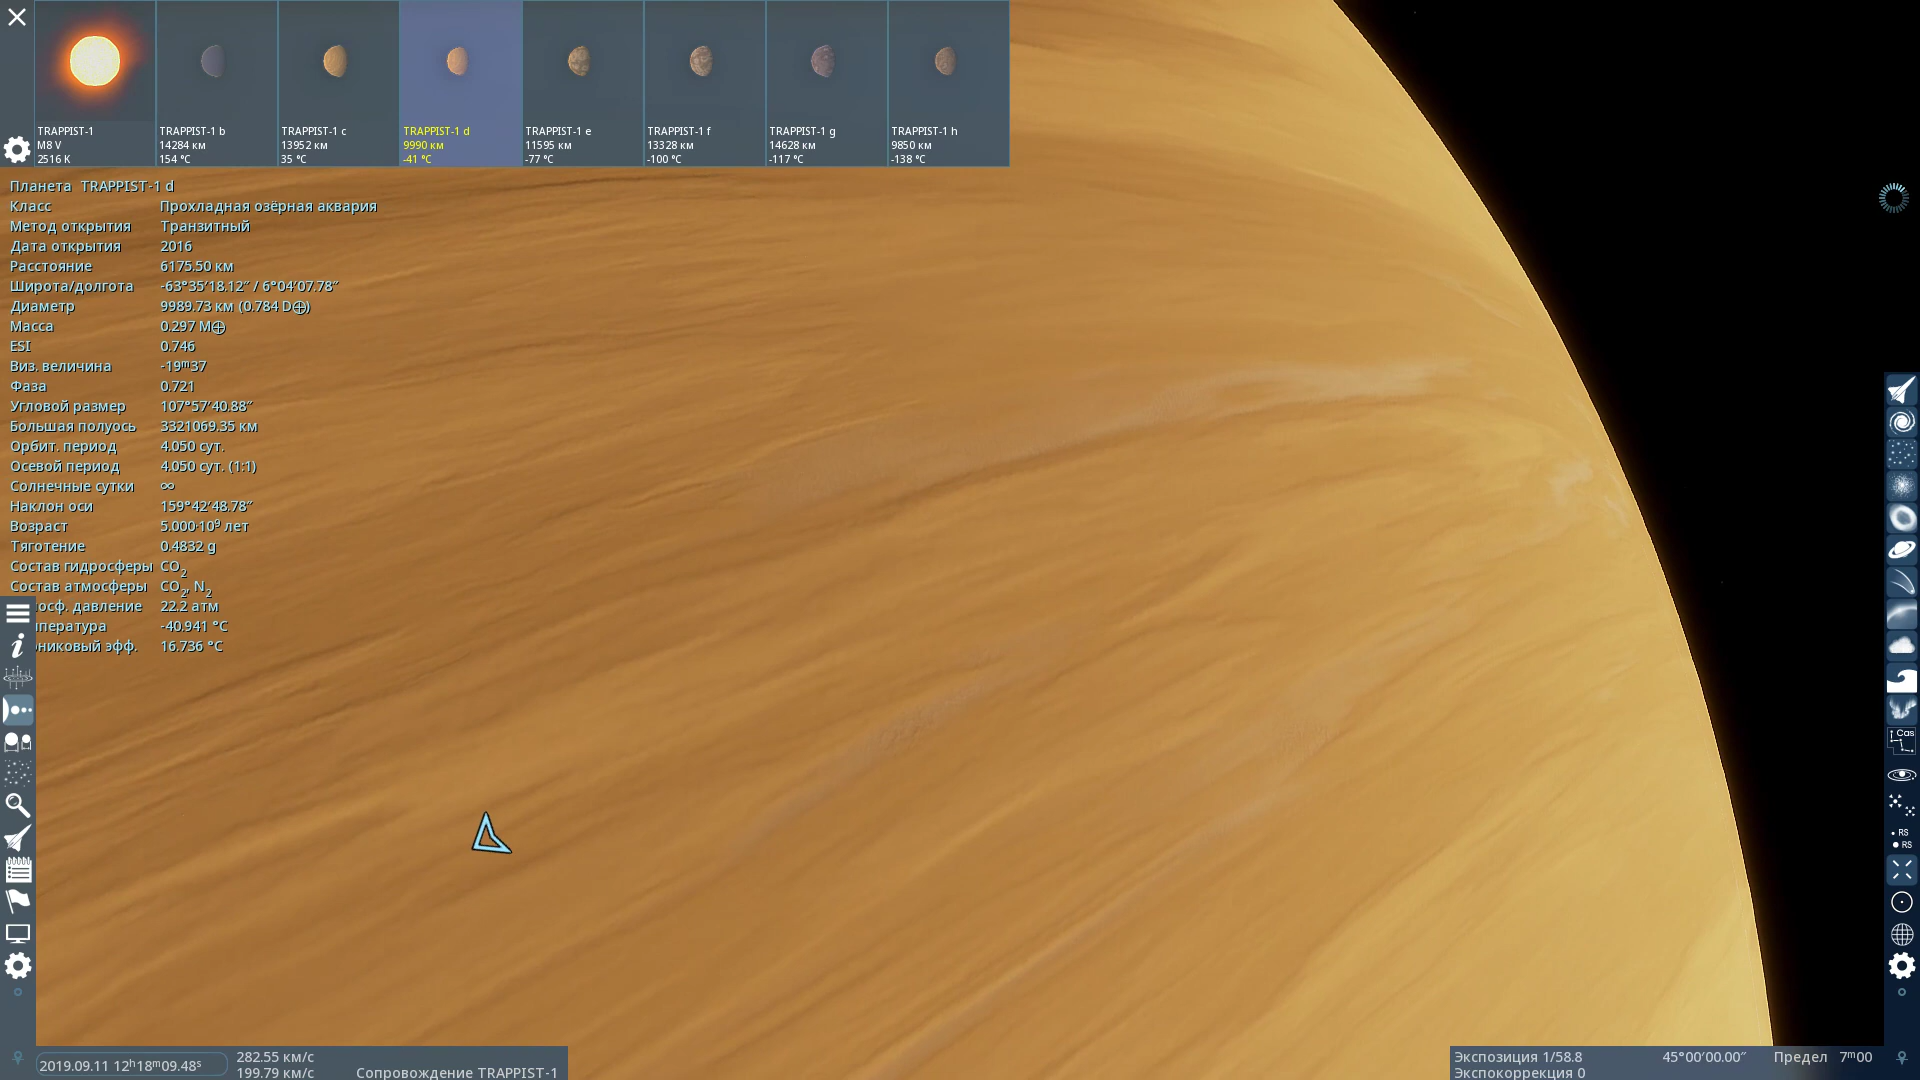 TRAPPIST-1
M8 V
2516 K
TRAPPIST-1 b
14284 км
154 °C
TRAPPIST-1 c
13952 км
35 °C
TRAPPIST-1 d
9990 км
-41 °C
TRAPPIST-1 e
11595 км
-77 °C
TRAPPIST-1 f
13328 км
-100 °C
TRAPPIST-1 g
14628 км
-117 °C
TRAPPIST-1 h
9850 км
-138 °C
Планета TRAPPIST-1 d
Класс Прохладная озёрная аквария
Метод открытия Транзитный
Дата открытия 2016
Расстояние 6175.50 км
Широта/долгота -63°35′18.12″ / 6°04′07.78″
Диаметр 9989.73 км (0.784 D⊕)
Масса 0.297 M⊕
ESI 0.746
Виз. величина -19ᵐ37
Фаза 0.721
Угловой размер 107°57′40.88″
Большая полуось 3321069.35 км
Орбит. период 4.050 сут.
Осевой период 4.050 сут. (1:1)
Солнечные сутки ∞
Наклон оси 159°42′48.78″
Возраст 5.000·10⁹ лет
Тяготение 0.4832 g
Состав гидросферы CO₂
Состав атмосферы CO₂, N₂
осф. давление 22.2 атм
пература -40.941 °C
никовый эфф. 16.736 °C
Cas
RS
RS
2019.09.11 12ʰ18ᵐ09.48ˢ
282.55 км/с
199.79 км/с Сопровождение TRAPPIST-1
Экспозиция 1/58.8 45°00′00.00″ Предел 7ᵐ00
Экспокоррекция 0